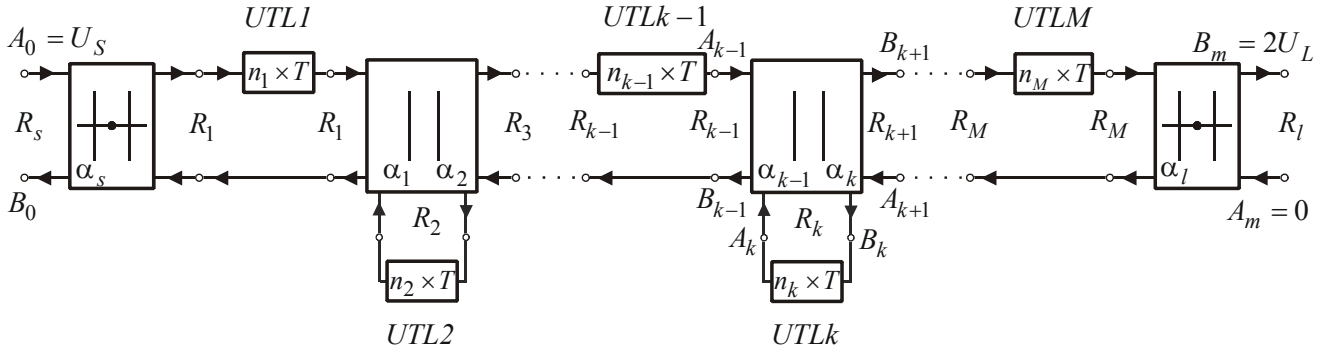 UTL1
UTLk−1
UTLM
A₀ = U_S
A_{k−1}
B_{k+1}
B_m = 2U_L
n₁ × T
n_{k−1} × T
n_M × T
R_s
R₁
R₁
R₃
R_{k−1}
R_{k−1}
R_{k+1}
R_M
R_M
R_l
α_s
α₁
α₂
α_{k−1}
α_k
α_l
B₀
B_{k−1}
A_{k+1}
A_m = 0
R₂
R_k
A_k
B_k
n₂ × T
n_k × T
UTL2
UTLk